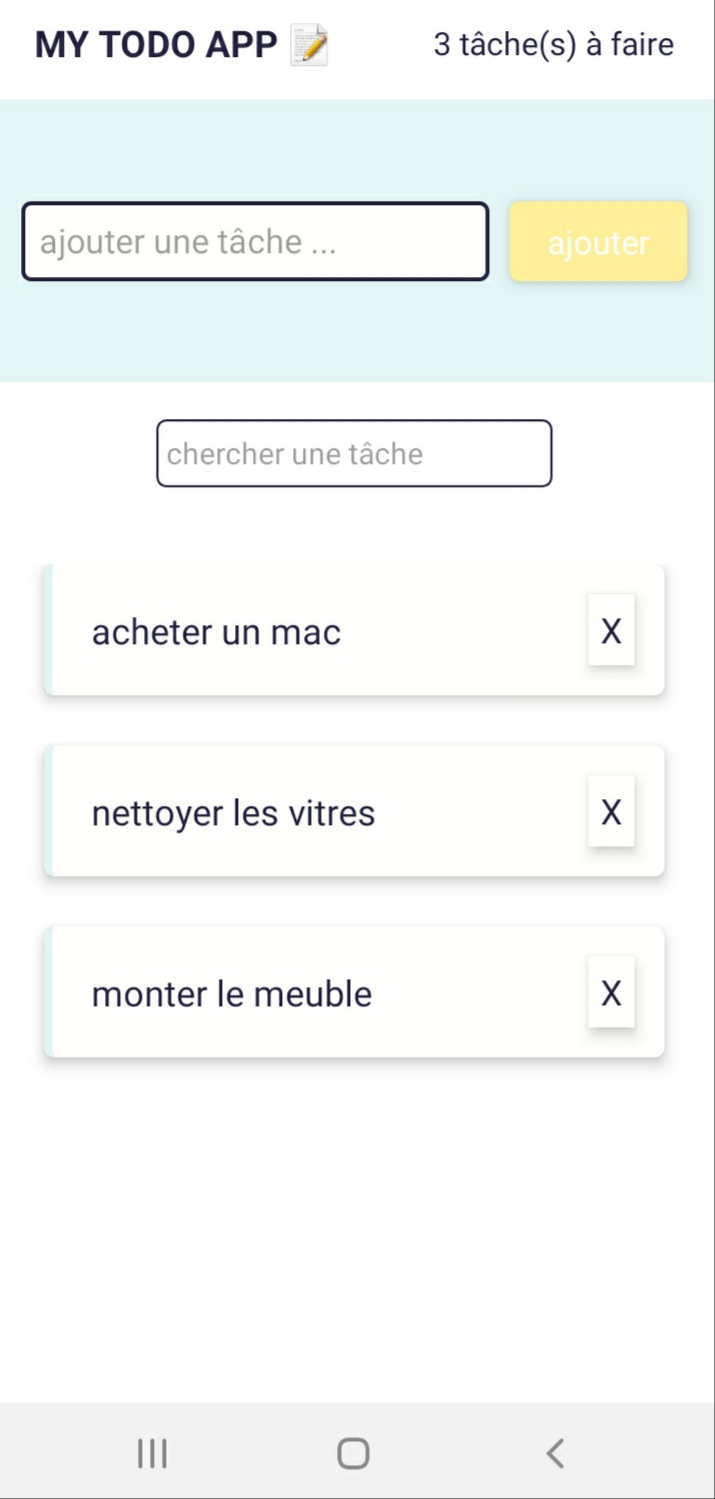 MY TODO APP 📝 3 tâche(s) à faire
ajouter une tâche ... ajouter
chercher une tâche
acheter un mac X
nettoyer les vitres X
monter le meuble X